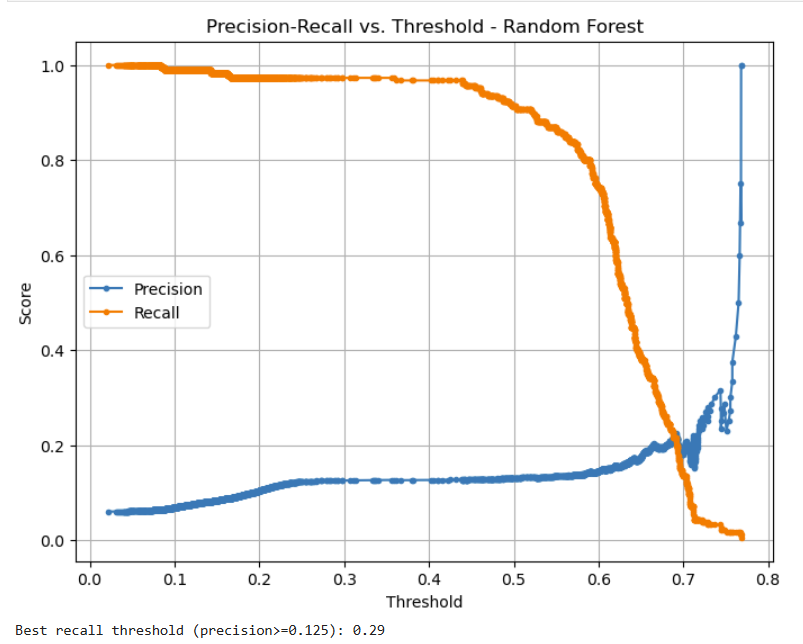 Precision-Recall vs. Threshold - Random Forest
1.0
0.8
0.6
0.4
0.2
0.0
Score
Precision
Recall
0.0 0.1 0.2 0.3 0.4 0.5 0.6 0.7 0.8
Threshold
Best recall threshold (precision>=0.125): 0.29